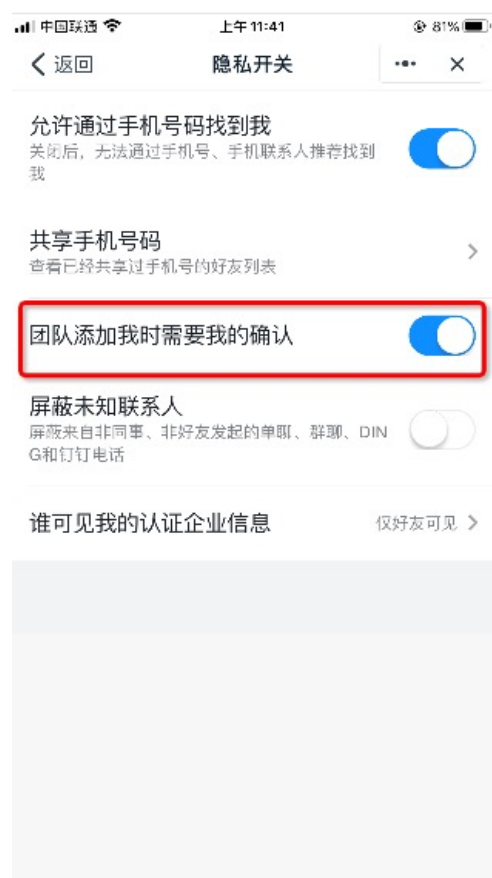 中国联通 上午 11:41 81%
返回 隐私开关
允许通过手机号码找到我
关闭后，无法通过手机号、手机联系人推荐找到
我
共享手机号码
查看已经共享过手机号的好友列表
团队添加我时需要我的确认
屏蔽未知联系人
屏蔽来自非同事、非好友发起的单聊、群聊、DIN
G和钉钉电话
谁可见我的认证企业信息 仅好友可见